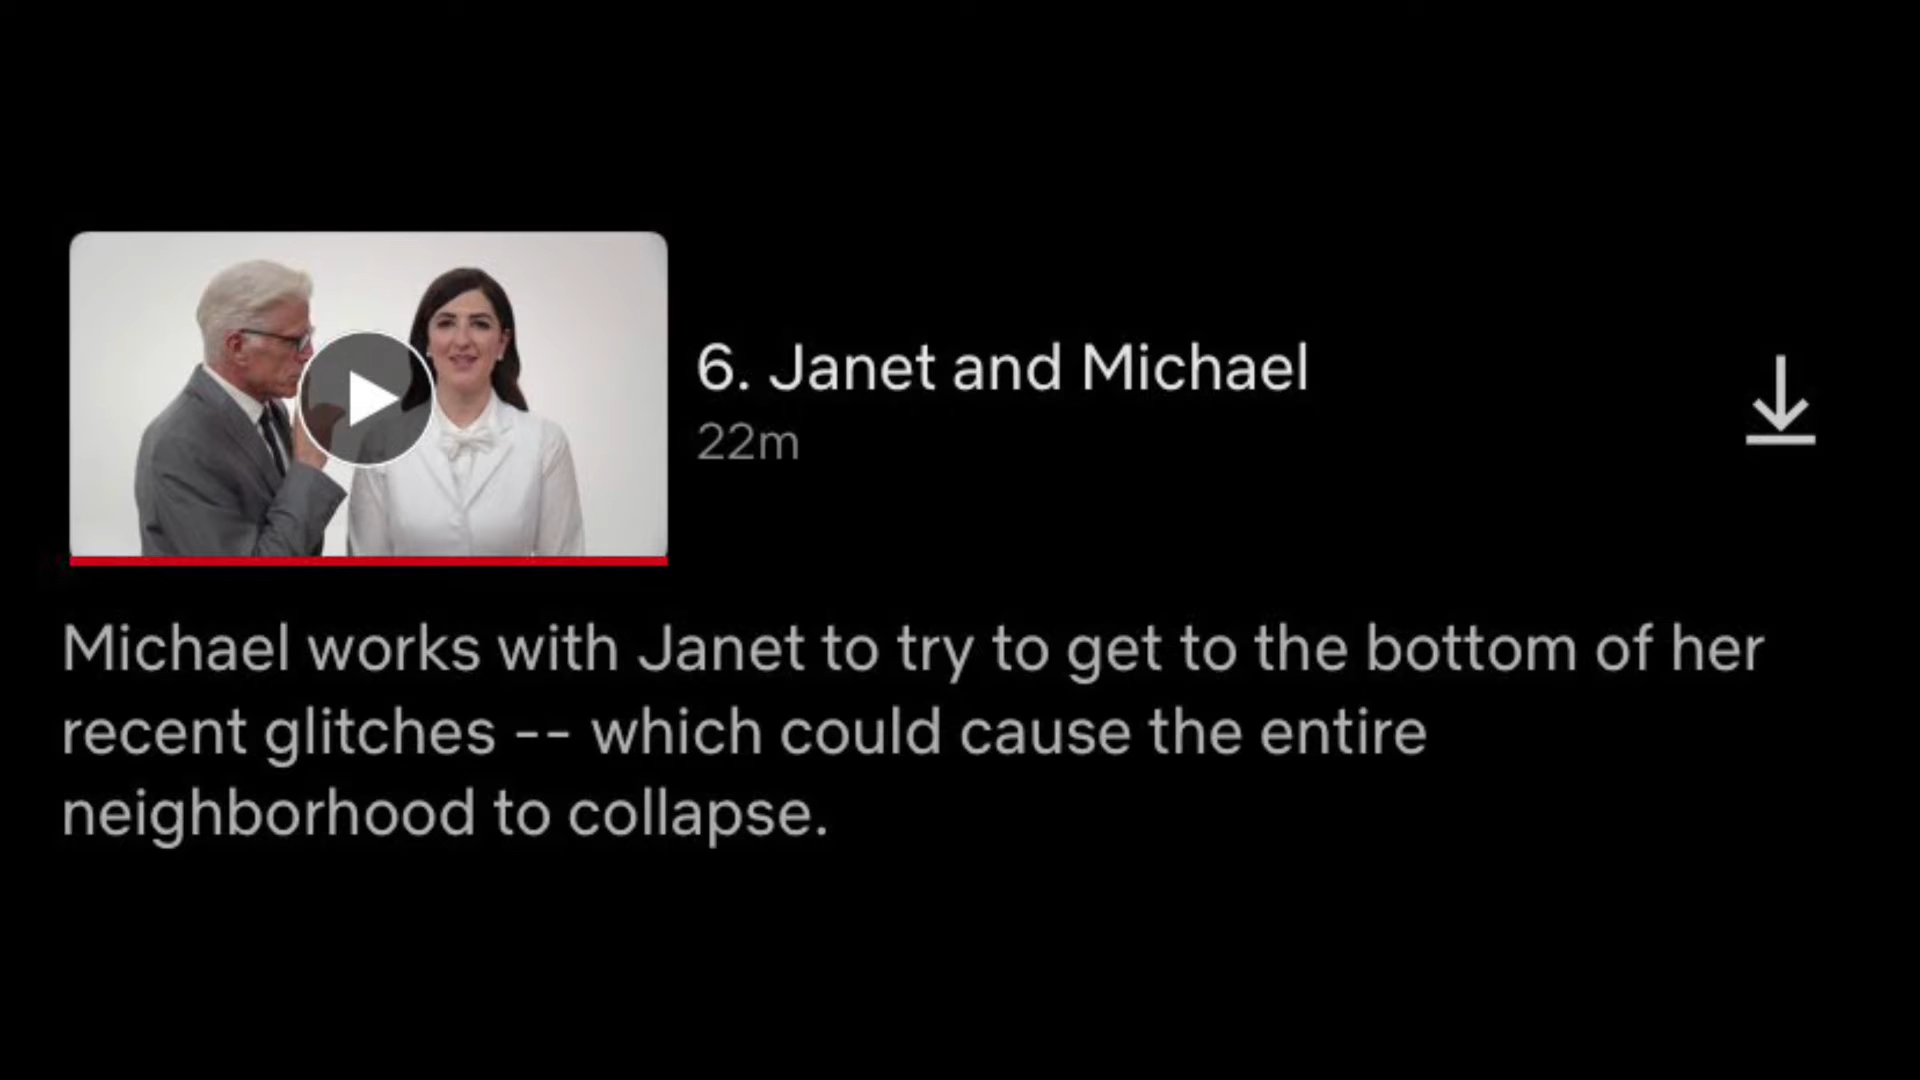 6. Janet and Michael
22m
Michael works with Janet to try to get to the bottom of her
recent glitches -- which could cause the entire
neighborhood to collapse.